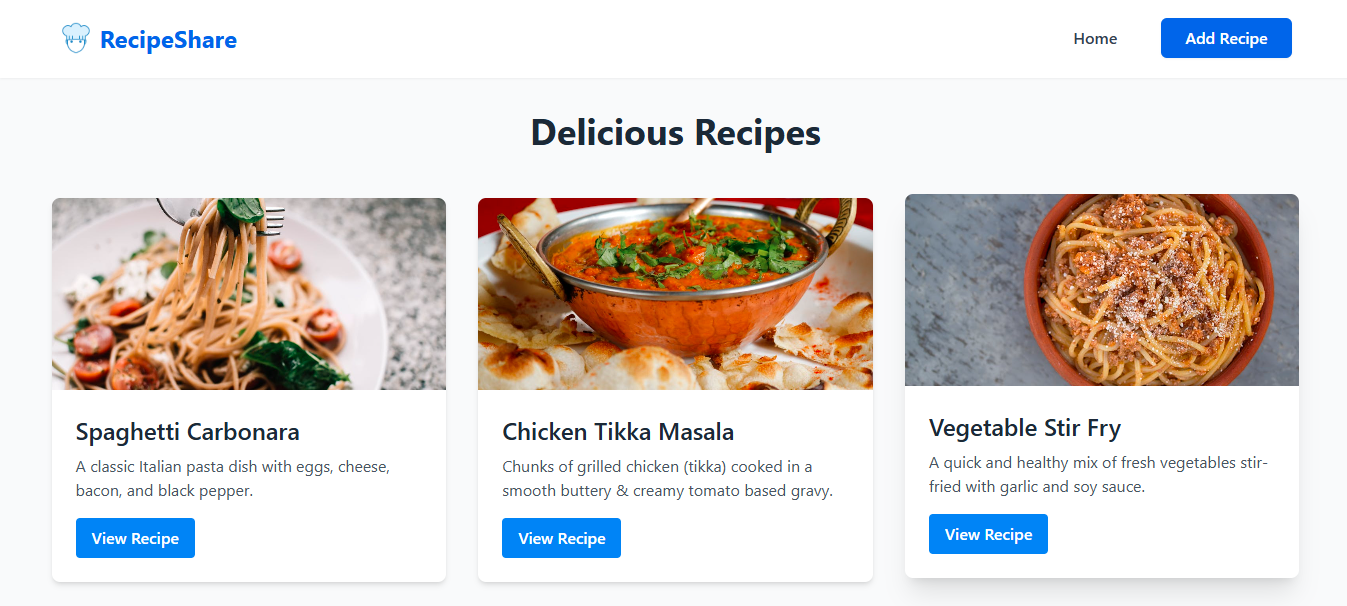 RecipeShare
Home
Add Recipe
Delicious Recipes
Spaghetti Carbonara
A classic Italian pasta dish with eggs, cheese,
bacon, and black pepper.
View Recipe
Chicken Tikka Masala
Chunks of grilled chicken (tikka) cooked in a
smooth buttery & creamy tomato based gravy.
View Recipe
Vegetable Stir Fry
A quick and healthy mix of fresh vegetables stir-
fried with garlic and soy sauce.
View Recipe